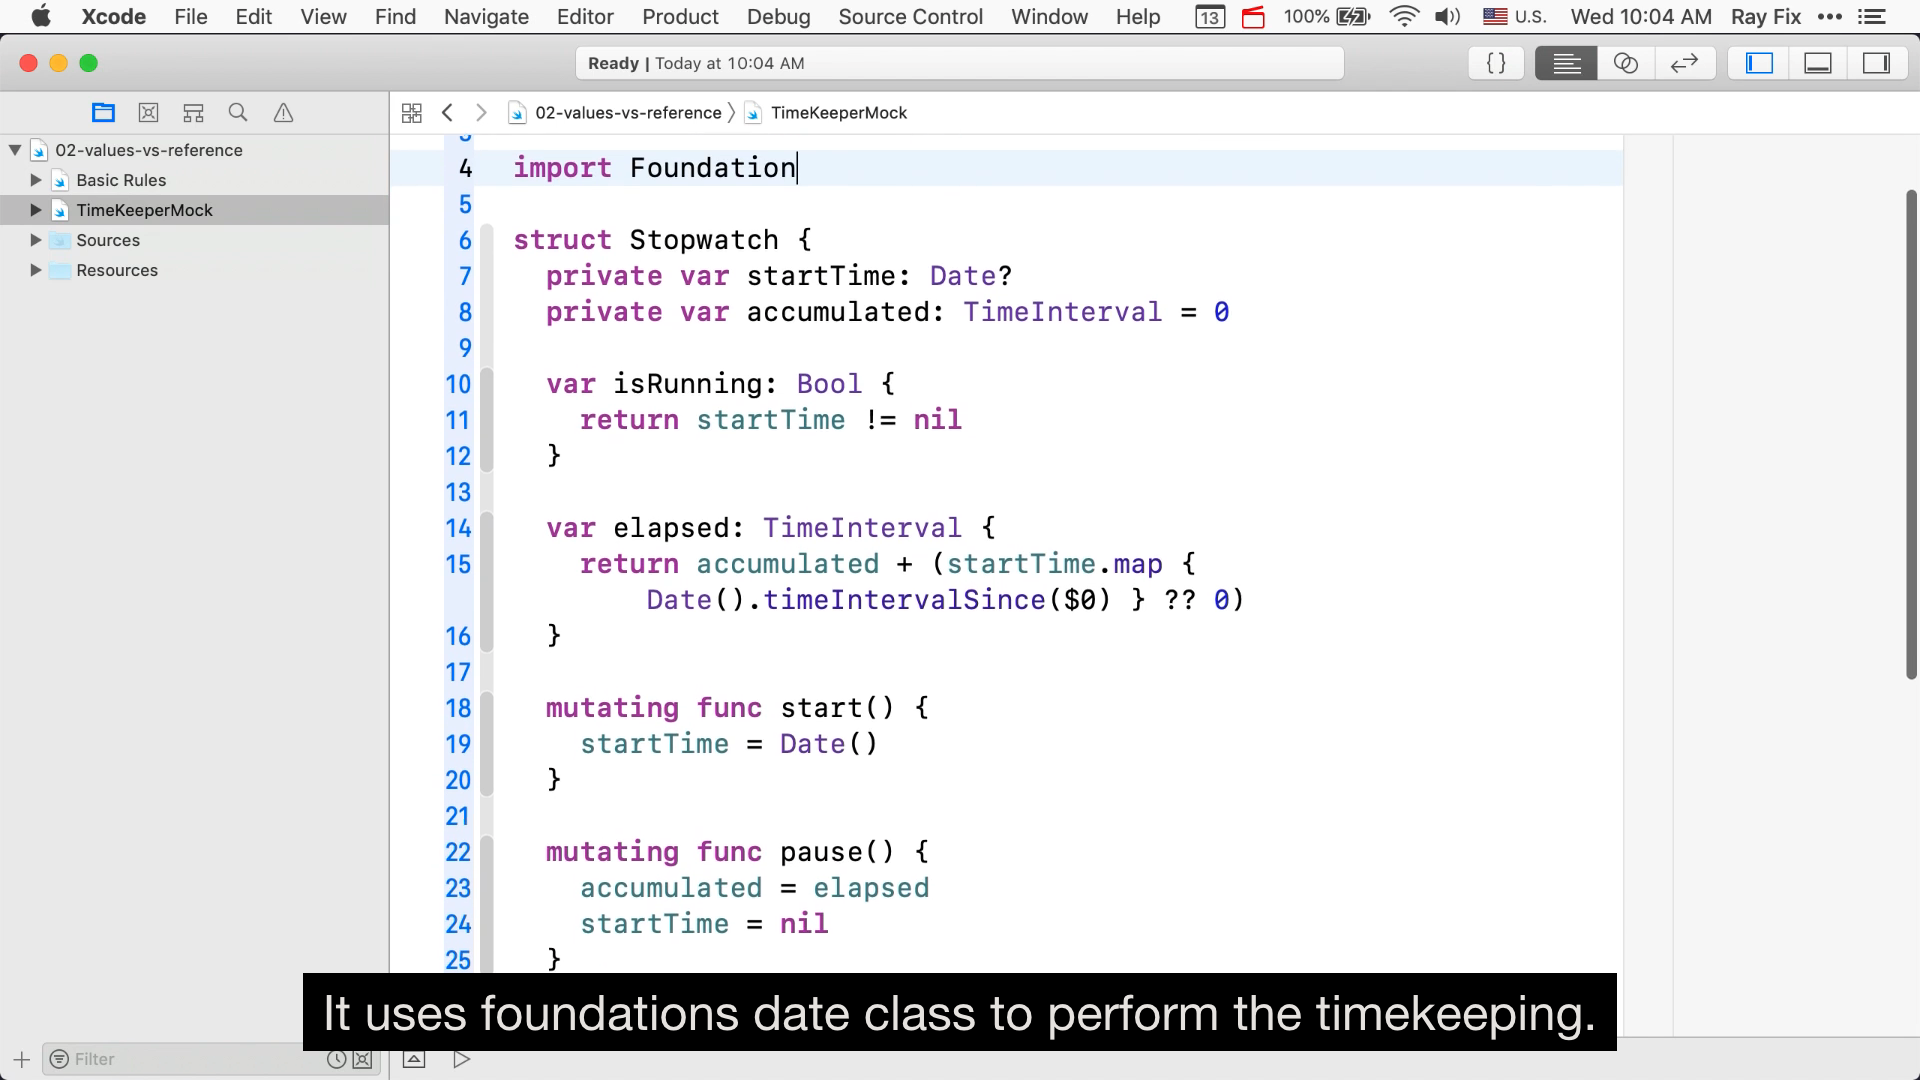 Xcode File Edit View Find Navigate Editor Product Debug Source Control Window Help 13 100% U.S. Wed 10:04 AM Ray Fix
Ready | Today at 10:04 AM
02-values-vs-reference TimeKeeperMock
02-values-vs-reference
Basic Rules
TimeKeeperMock
Sources
Resources
4 import Foundation
5
6 struct Stopwatch {
7 private var startTime: Date?
8 private var accumulated: TimeInterval = 0
9
10 var isRunning: Bool {
11 return startTime != nil
12 }
13
14 var elapsed: TimeInterval {
15 return accumulated + (startTime.map {
Date().timeIntervalSince($0) } ?? 0)
16 }
17
18 mutating func start() {
19 startTime = Date()
20 }
21
22 mutating func pause() {
23 accumulated = elapsed
24 startTime = nil
25 }
It uses foundations date class to perform the timekeeping.
Filter